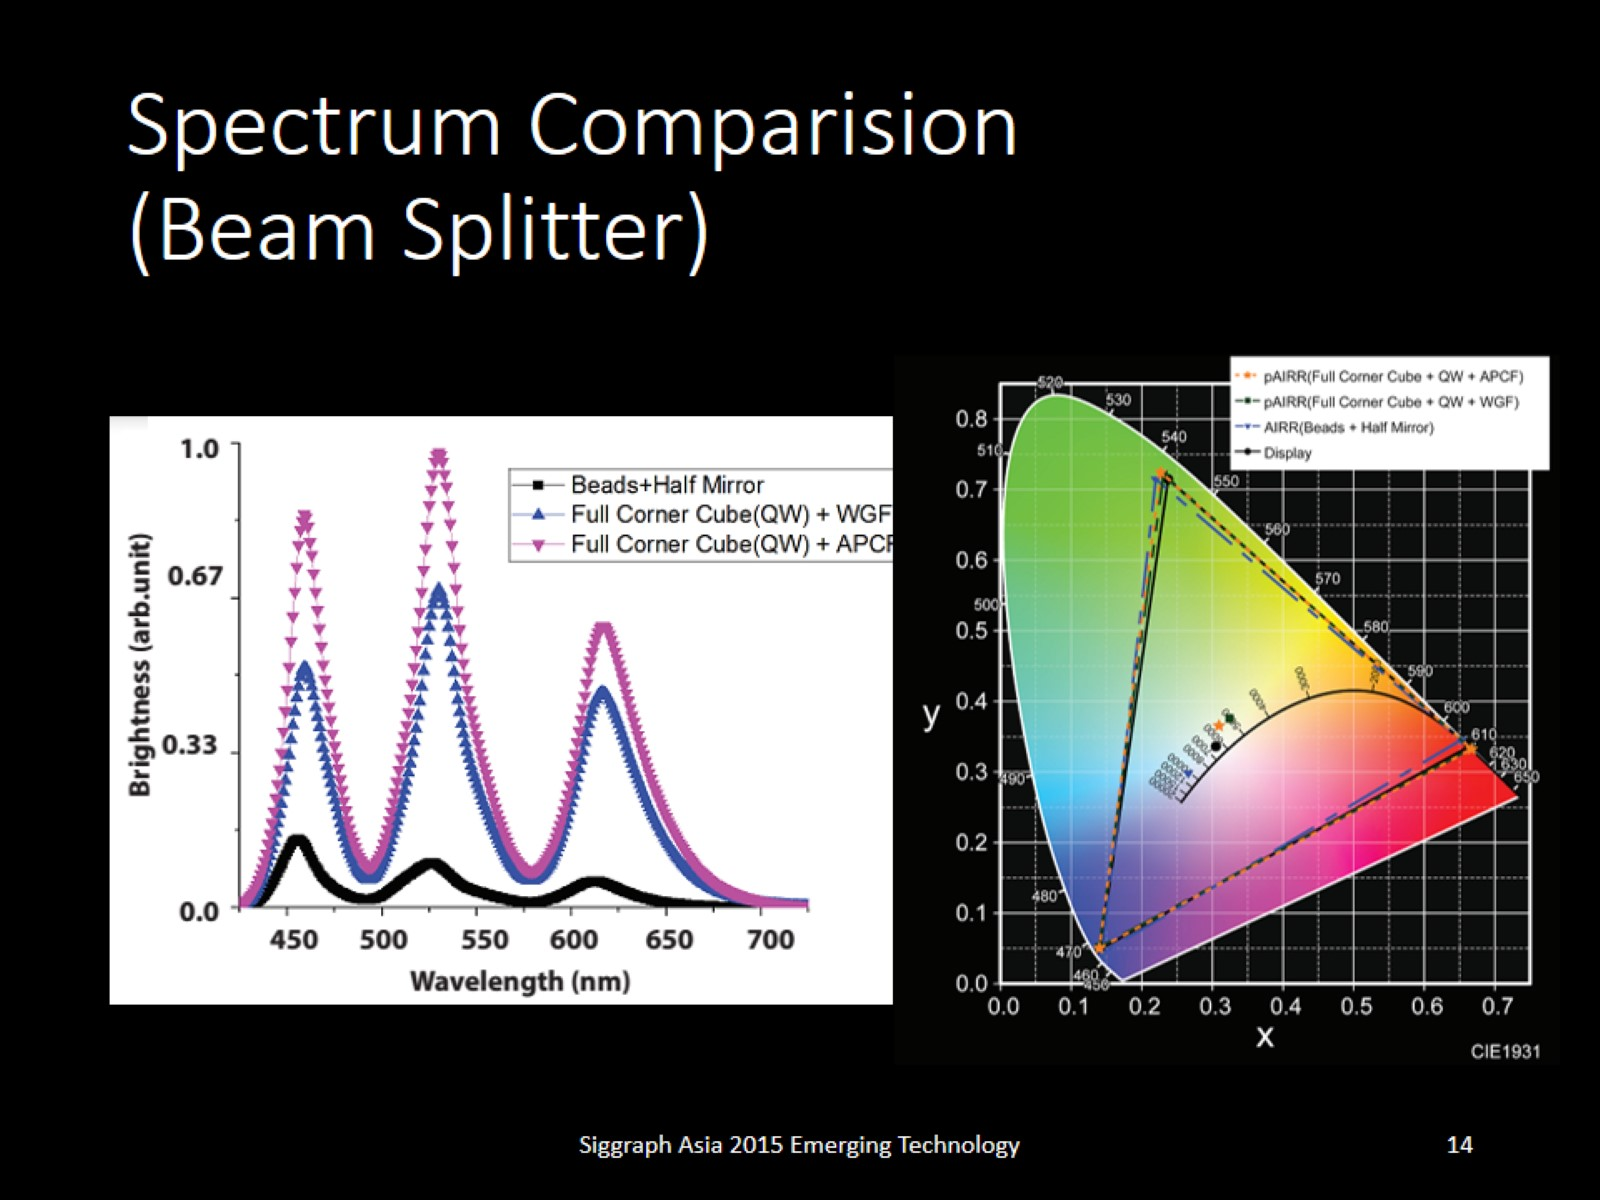 Spectrum Comparision
(Beam Splitter)
1.0
0.67
0.33
0.0
Brightness (arb.unit)
Beads+Half Mirror
Full Corner Cube(QW) + WGF
Full Corner Cube(QW) + APCF
450 500 550 600 650 700
Wavelength (nm)
pAIRR(Full Corner Cube + QW + APCF)
pAIRR(Full Corner Cube + QW + WGF)
AIRR(Beads + Half Mirror)
Display
520
530
540
510
550
560
570
500
580
590
600
610
620
630
650
490
480
470
460
450
3000
4000
0.8
0.7
0.6
0.5
0.4
0.3
0.2
0.1
0.0
y
0.0 0.1 0.2 0.3 0.4 0.5 0.6 0.7
x
CIE1931
Siggraph Asia 2015 Emerging Technology
14